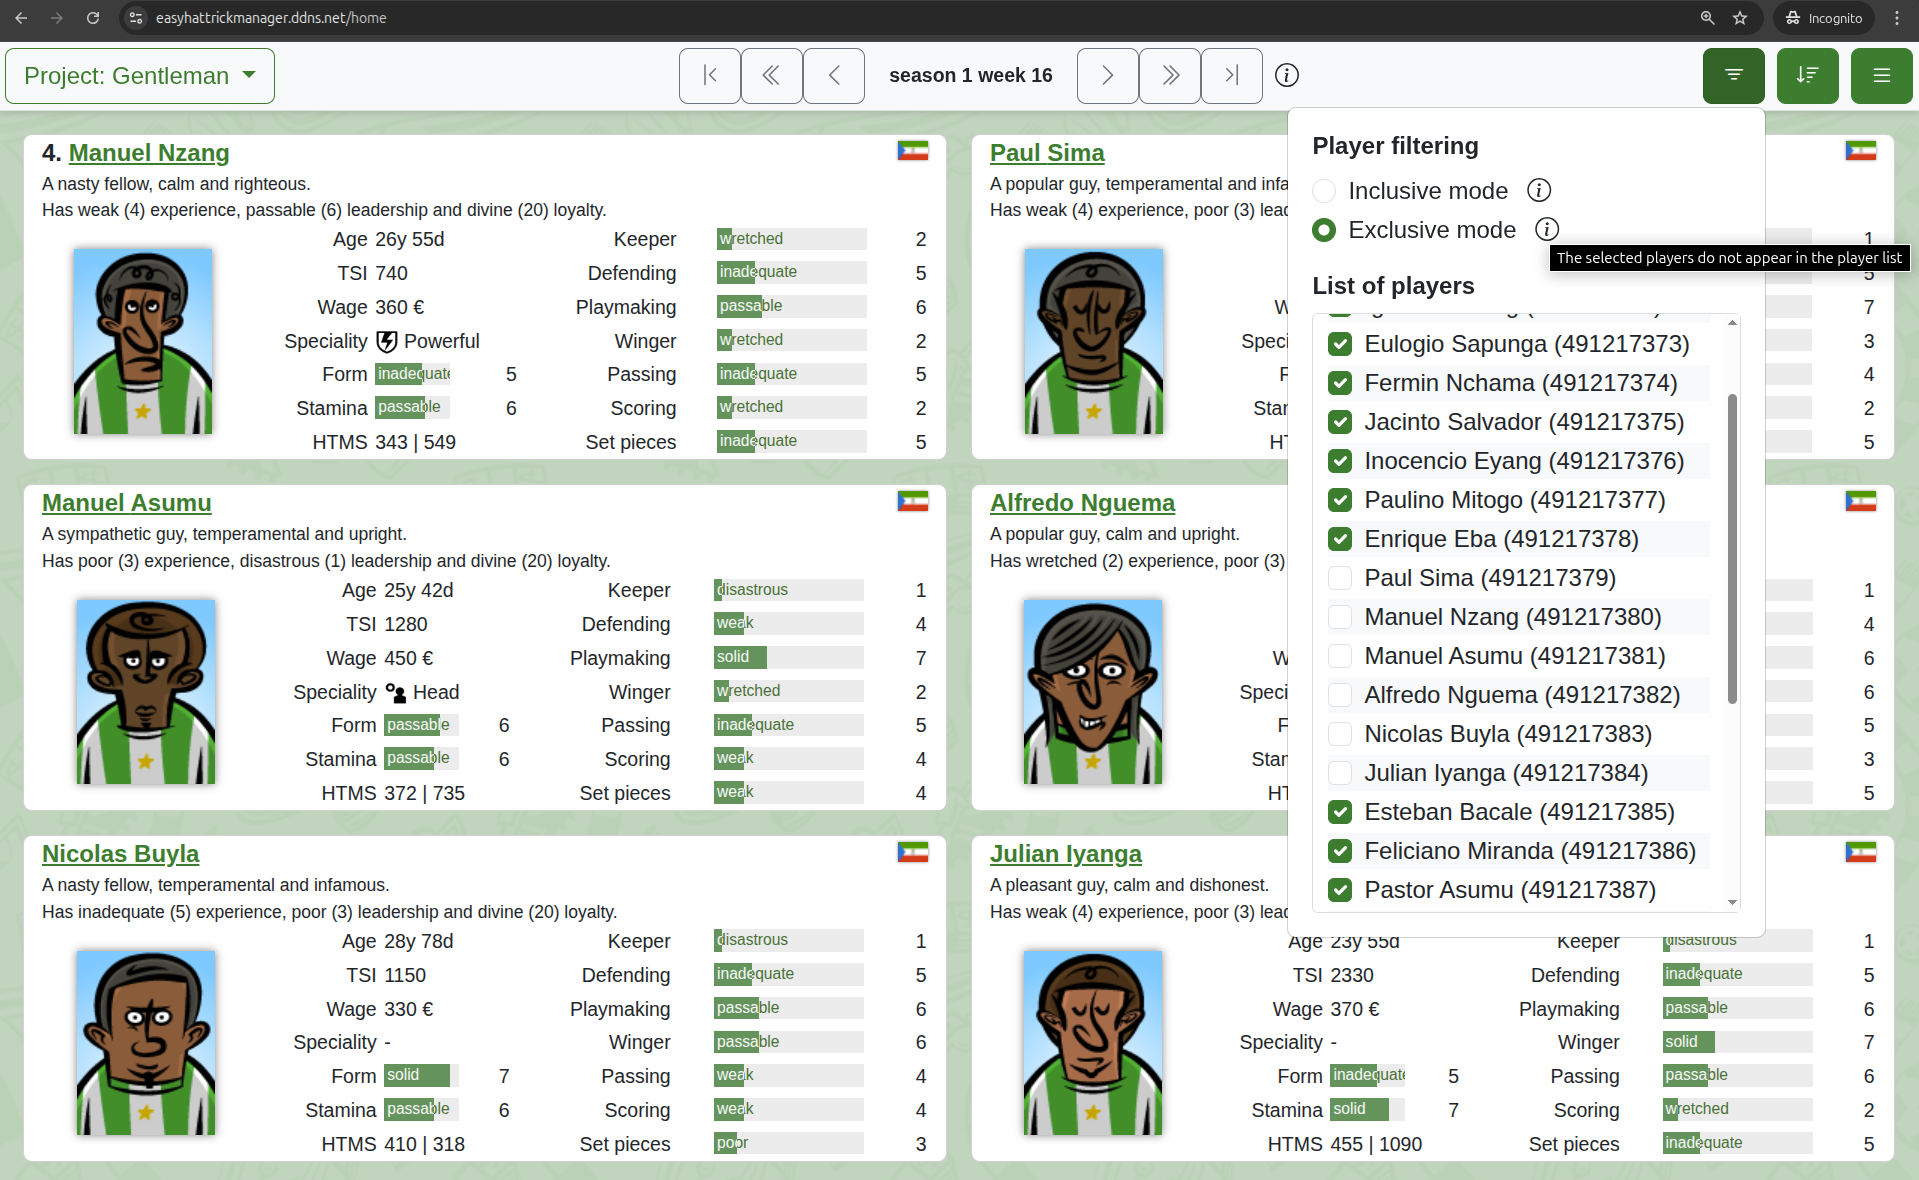 easyhattrickmanager.ddns.net/home
Incognito
Project: Gentleman
season 1 week 16
4. Manuel Nzang
A nasty fellow, calm and righteous.
Has weak (4) experience, passable (6) leadership and divine (20) loyalty.
Age 26y 55d
TSI 740
Wage 360 €
Speciality Powerful
Form inadequate 5
Stamina passable 6
HTMS 343 | 549
Keeper wretched 2
Defending inadequate 5
Playmaking passable 6
Winger wretched 2
Passing inadequate 5
Scoring wretched 2
Set pieces inadequate 5
Paul Sima
A popular guy, temperamental and infa
Has weak (4) experience, poor (3) lead
W
Speci
F
Star
HT
1
5
7
3
4
2
5
Player filtering
Inclusive mode
Exclusive mode
The selected players do not appear in the player list
List of players
Eulogio Sapunga (491217373)
Fermin Nchama (491217374)
Jacinto Salvador (491217375)
Inocencio Eyang (491217376)
Paulino Mitogo (491217377)
Enrique Eba (491217378)
Paul Sima (491217379)
Manuel Nzang (491217380)
Manuel Asumu (491217381)
Alfredo Nguema (491217382)
Nicolas Buyla (491217383)
Julian Iyanga (491217384)
Esteban Bacale (491217385)
Feliciano Miranda (491217386)
Pastor Asumu (491217387)
Manuel Asumu
A sympathetic guy, temperamental and upright.
Has poor (3) experience, disastrous (1) leadership and divine (20) loyalty.
Age 25y 42d
TSI 1280
Wage 450 €
Speciality Head
Form passable 6
Stamina passable 6
HTMS 372 | 735
Keeper disastrous 1
Defending weak 4
Playmaking solid 7
Winger wretched 2
Passing inadequate 5
Scoring weak 4
Set pieces weak 4
Alfredo Nguema
A popular guy, calm and upright.
Has wretched (2) experience, poor (3)
W
Speci
F
Star
HT
1
4
6
6
5
3
5
Nicolas Buyla
A nasty fellow, temperamental and infamous.
Has inadequate (5) experience, poor (3) leadership and divine (20) loyalty.
Age 28y 78d
TSI 1150
Wage 330 €
Speciality -
Form solid 7
Stamina passable 6
HTMS 410 | 318
Keeper disastrous 1
Defending inadequate 5
Playmaking passable 6
Winger passable 6
Passing weak 4
Scoring weak 4
Set pieces poor 3
Julian Iyanga
A pleasant guy, calm and dishonest.
Has weak (4) experience, poor (3) lead
Age 23y 55d
TSI 2330
Wage 370 €
Speciality -
Form inadequate 5
Stamina solid 7
HTMS 455 | 1090
Keeper disastrous 1
Defending inadequate 5
Playmaking passable 6
Winger solid 7
Passing passable 6
Scoring wretched 2
Set pieces inadequate 5